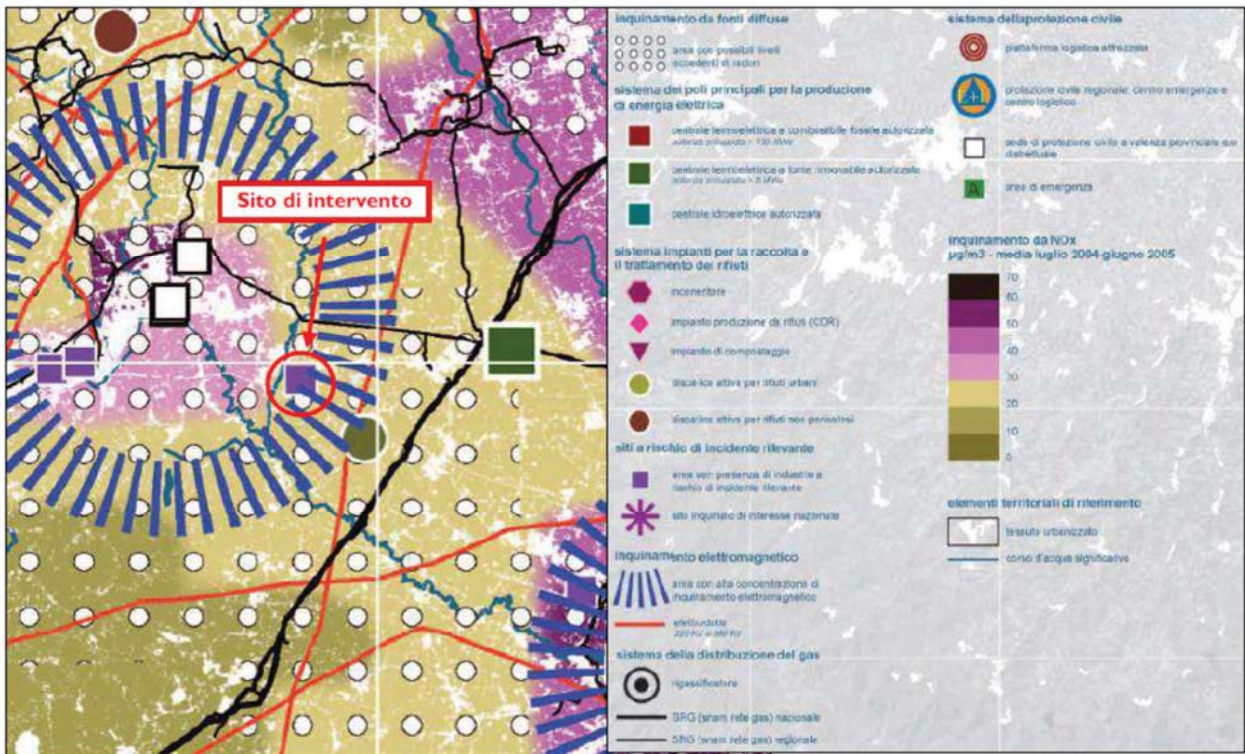 Sito di intervento
inquinamento da fonti diffuse
area con possibili livelli
eccedenti di radon
sistema dei poli principali per la produzione
di energia elettrica
centrale termoelettrica a combustibile fossile autorizzata
centrale termoelettrica a fonte rinnovabile autorizzata
centrale idroelettrica autorizzata
sistema impianti per la raccolta e
il trattamento dei rifiuti
inceneritore
impianto produzione da rifiuti (CDR)
impianto di compostaggio
discarica attiva per rifiuti urbani
discarica attiva per rifiuti non pericolosi
siti a rischio di incidente rilevante
area con presenza di industrie a
rischio di incidente rilevante
sito inquinato di interesse nazionale
inquinamento elettromagnetico
area con alta concentrazione di
inquinamento elettromagnetico
elettrodotto
sistema della distribuzione del gas
rigassificatore
SRG (snam rete gas) nazionale
SRG (snam rete gas) regionale
sistema dellaprotezione civile
piattaforma logistica attrezzata
protezione civile regionale: centro emergenze e
centro logistico
sede di protezione civile a valenza provinciale e/o
distrettuale
A
area di emergenza
inquinamento da NOx
µg/m3 - media luglio 2004-giugno 2005
70
60
50
40
30
20
10
0
elementi territoriali di riferimento
tessuto urbanizzato
corso d'acqua significativo